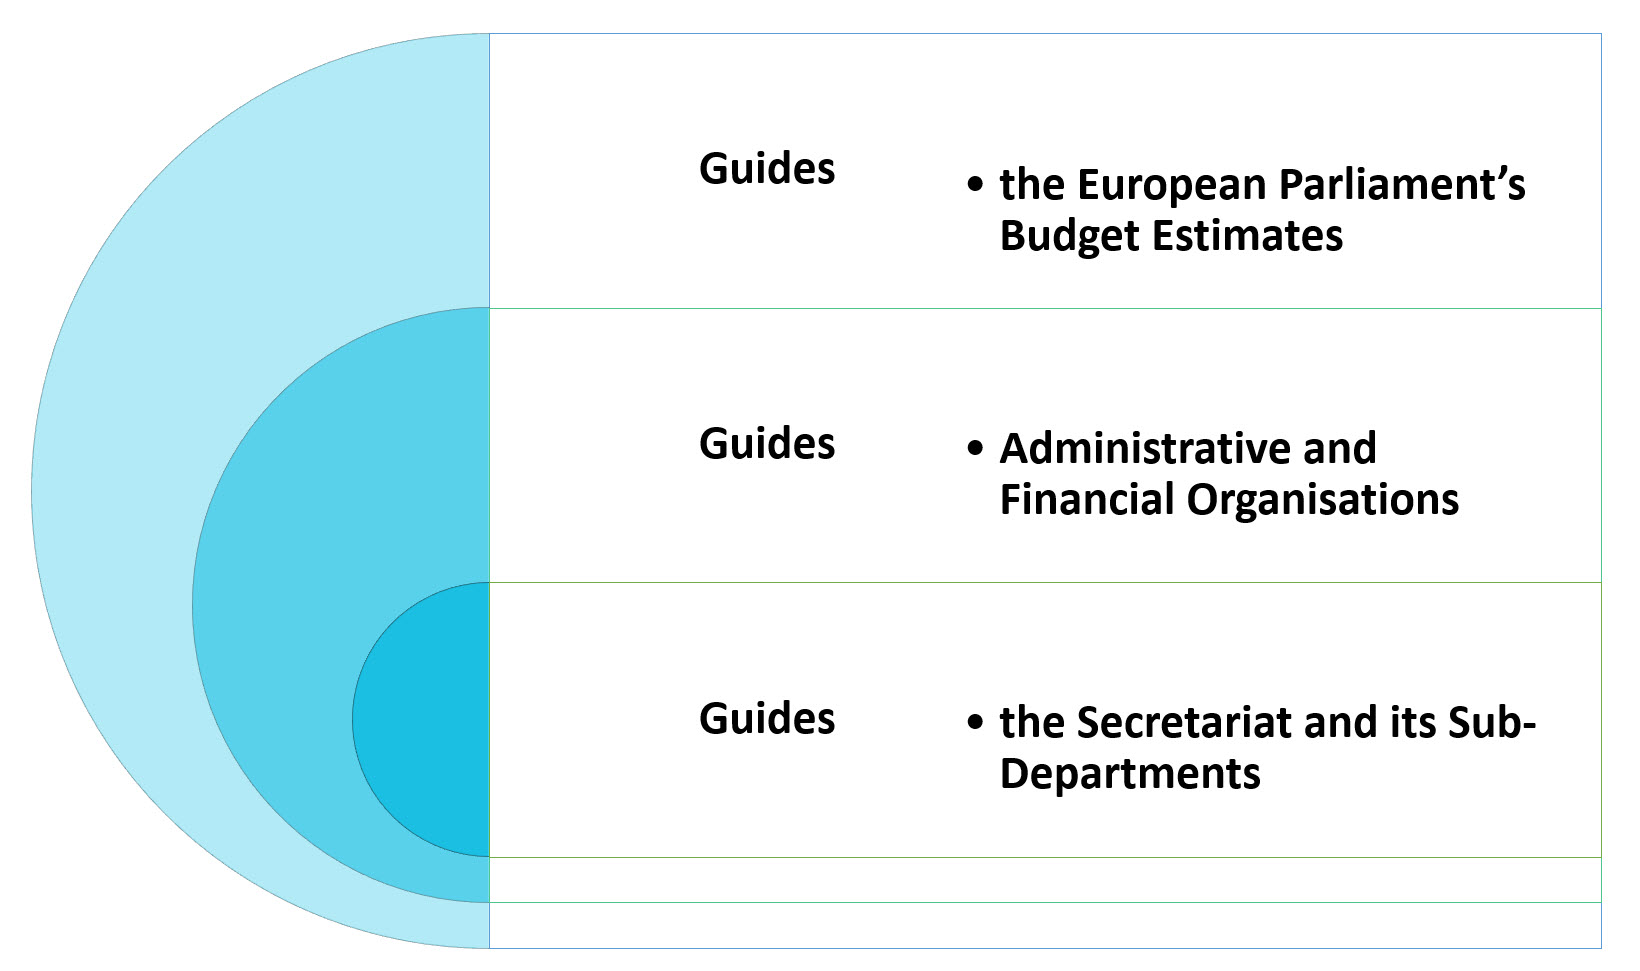 Guides
• the European Parliament’s
Budget Estimates
Guides
• Administrative and
Financial Organisations
Guides
• the Secretariat and its Sub-
Departments